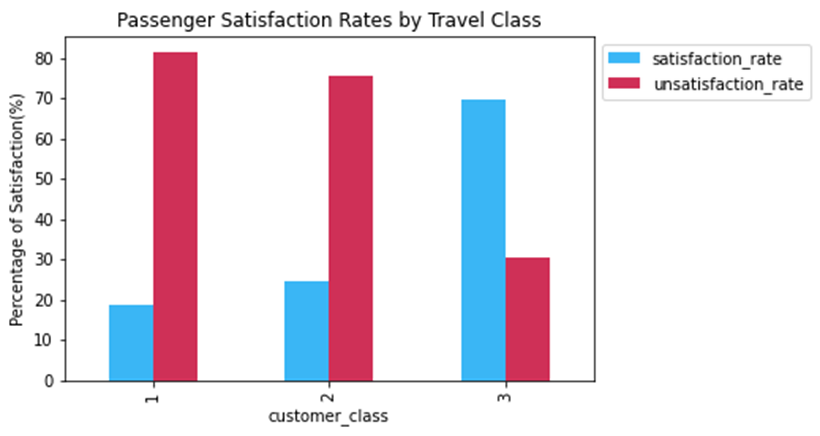 Passenger Satisfaction Rates by Travel Class
satisfaction_rate
unsatisfaction_rate
Percentage of Satisfaction(%)
80
70
60
50
40
30
20
10
0
1
2
3
customer_class